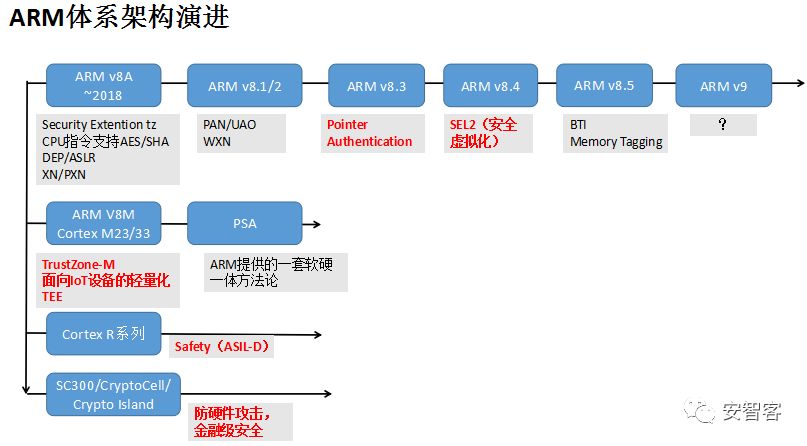 ARM体系架构演进
ARM v8A
~2018
ARM v8.1/2
ARM v8.3
ARM v8.4
ARM v8.5
ARM v9
Security Extention tz
CPU指令支持AES/SHA
DEP/ASLR
XN/PXN
PAN/UAO
WXN
Pointer
Authentication
SEL2（安全
虚拟化）
BTI
Memory Tagging
？
ARM V8M
Cortex M23/33
PSA
TrustZone-M
面向IoT设备的轻量化
TEE
ARM提供的一套软硬
一体方法论
Cortex R系列
Safety（ASIL-D）
SC300/CryptoCell/
Crypto Island
防硬件攻击，
金融级安全
安智客